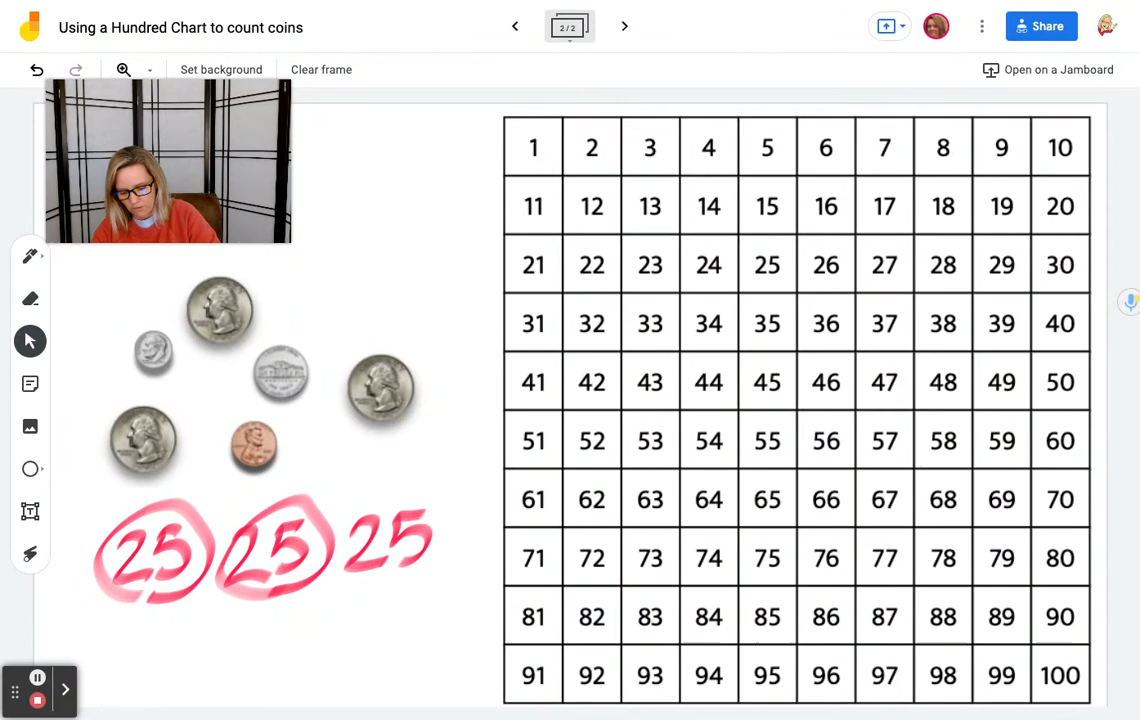 Using a Hundred Chart to count coins
2 / 2
Share
Set background
Clear frame
Open on a Jamboard
1 2 3 4 5 6 7 8 9 10
11 12 13 14 15 16 17 18 19 20
21 22 23 24 25 26 27 28 29 30
31 32 33 34 35 36 37 38 39 40
41 42 43 44 45 46 47 48 49 50
51 52 53 54 55 56 57 58 59 60
61 62 63 64 65 66 67 68 69 70
71 72 73 74 75 76 77 78 79 80
81 82 83 84 85 86 87 88 89 90
91 92 93 94 95 96 97 98 99 100
25 25 25